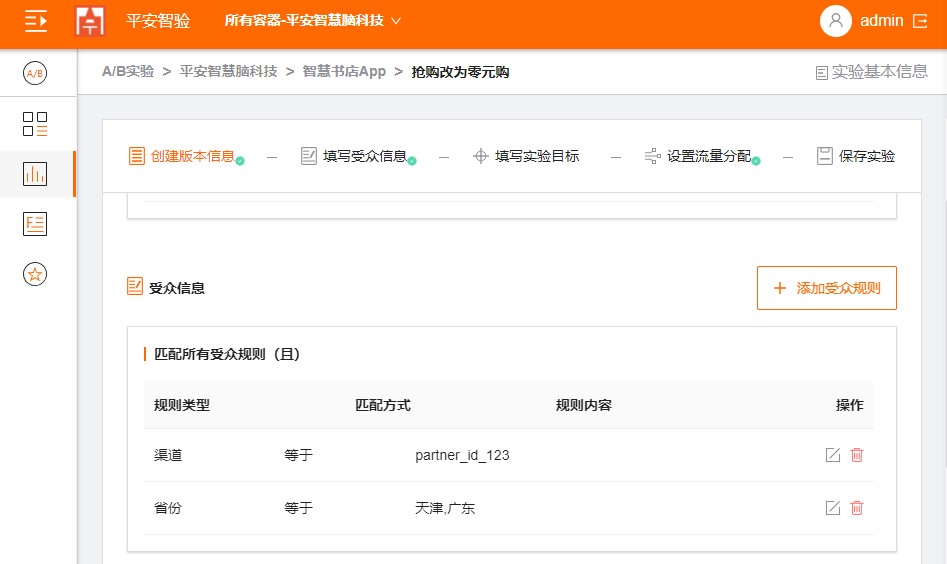 平安智验 所有容器-平安智慧脑科技 admin
A/B
A/B实验 > 平安智慧脑科技 > 智慧书店App > 抢购改为零元购 实验基本信息
创建版本信息 — 填写受众信息 — 填写实验目标 — 设置流量分配 — 保存实验
受众信息 + 添加受众规则
匹配所有受众规则（且）
规则类型 匹配方式 规则内容 操作
渠道 等于 partner_id_123
省份 等于 天津,广东